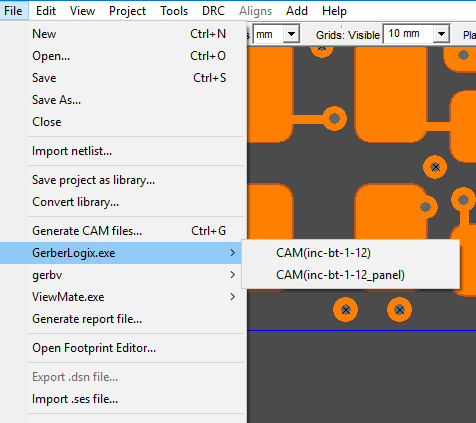 File Edit View Project Tools DRC Aligns Add Help
mm Grids: Visible 10 mm
New Ctrl+N
Open... Ctrl+O
Save Ctrl+S
Save As...
Close
Import netlist...
Save project as library...
Convert library...
Generate CAM files... Ctrl+G
GerberLogix.exe
CAM(inc-bt-1-12)
gerbv
CAM(inc-bt-1-12_panel)
ViewMate.exe
Generate report file...
Open Footprint Editor...
Export .dsn file...
Import .ses file...